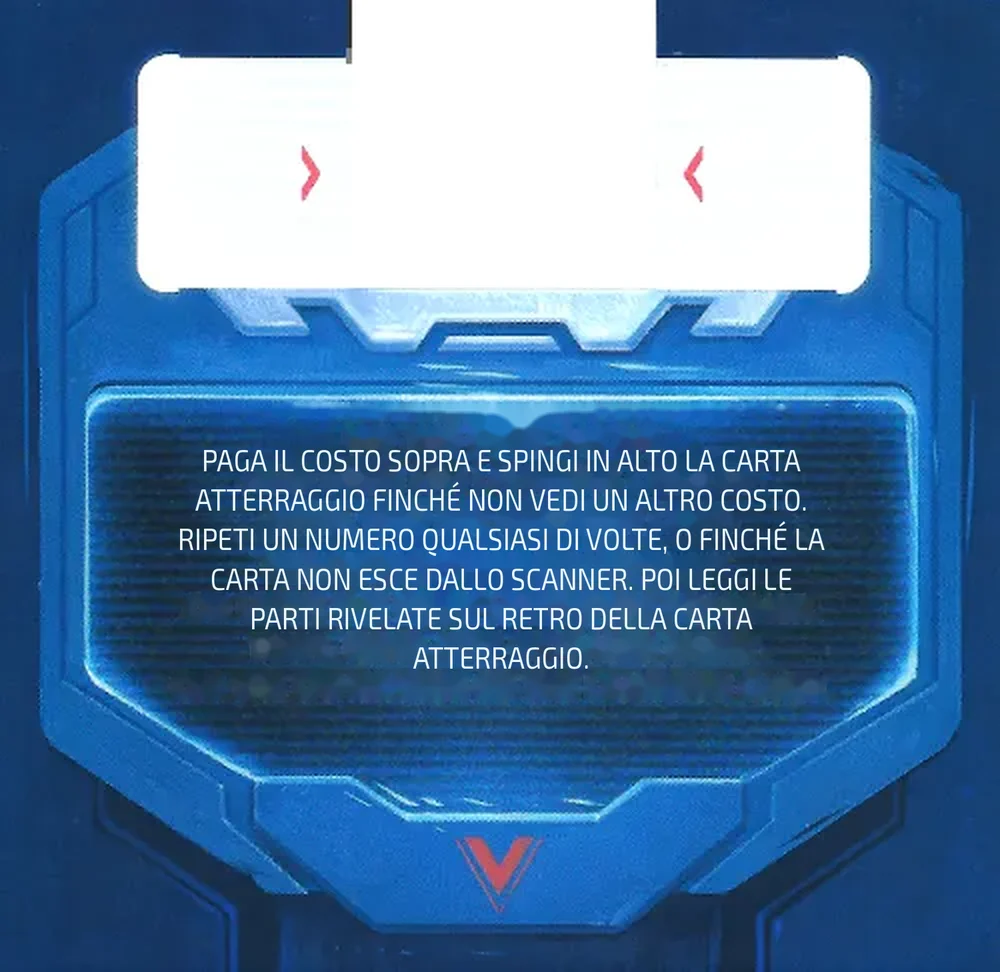 PAGA IL COSTO SOPRA E SPINGI IN ALTO LA CARTA
ATTERRAGGIO FINCHÉ NON VEDI UN ALTRO COSTO.
RIPETI UN NUMERO QUALSIASI DI VOLTE, O FINCHÉ LA
CARTA NON ESCE DALLO SCANNER. POI LEGGI LE
PARTI RIVELATE SUL RETRO DELLA CARTA
ATTERRAGGIO.